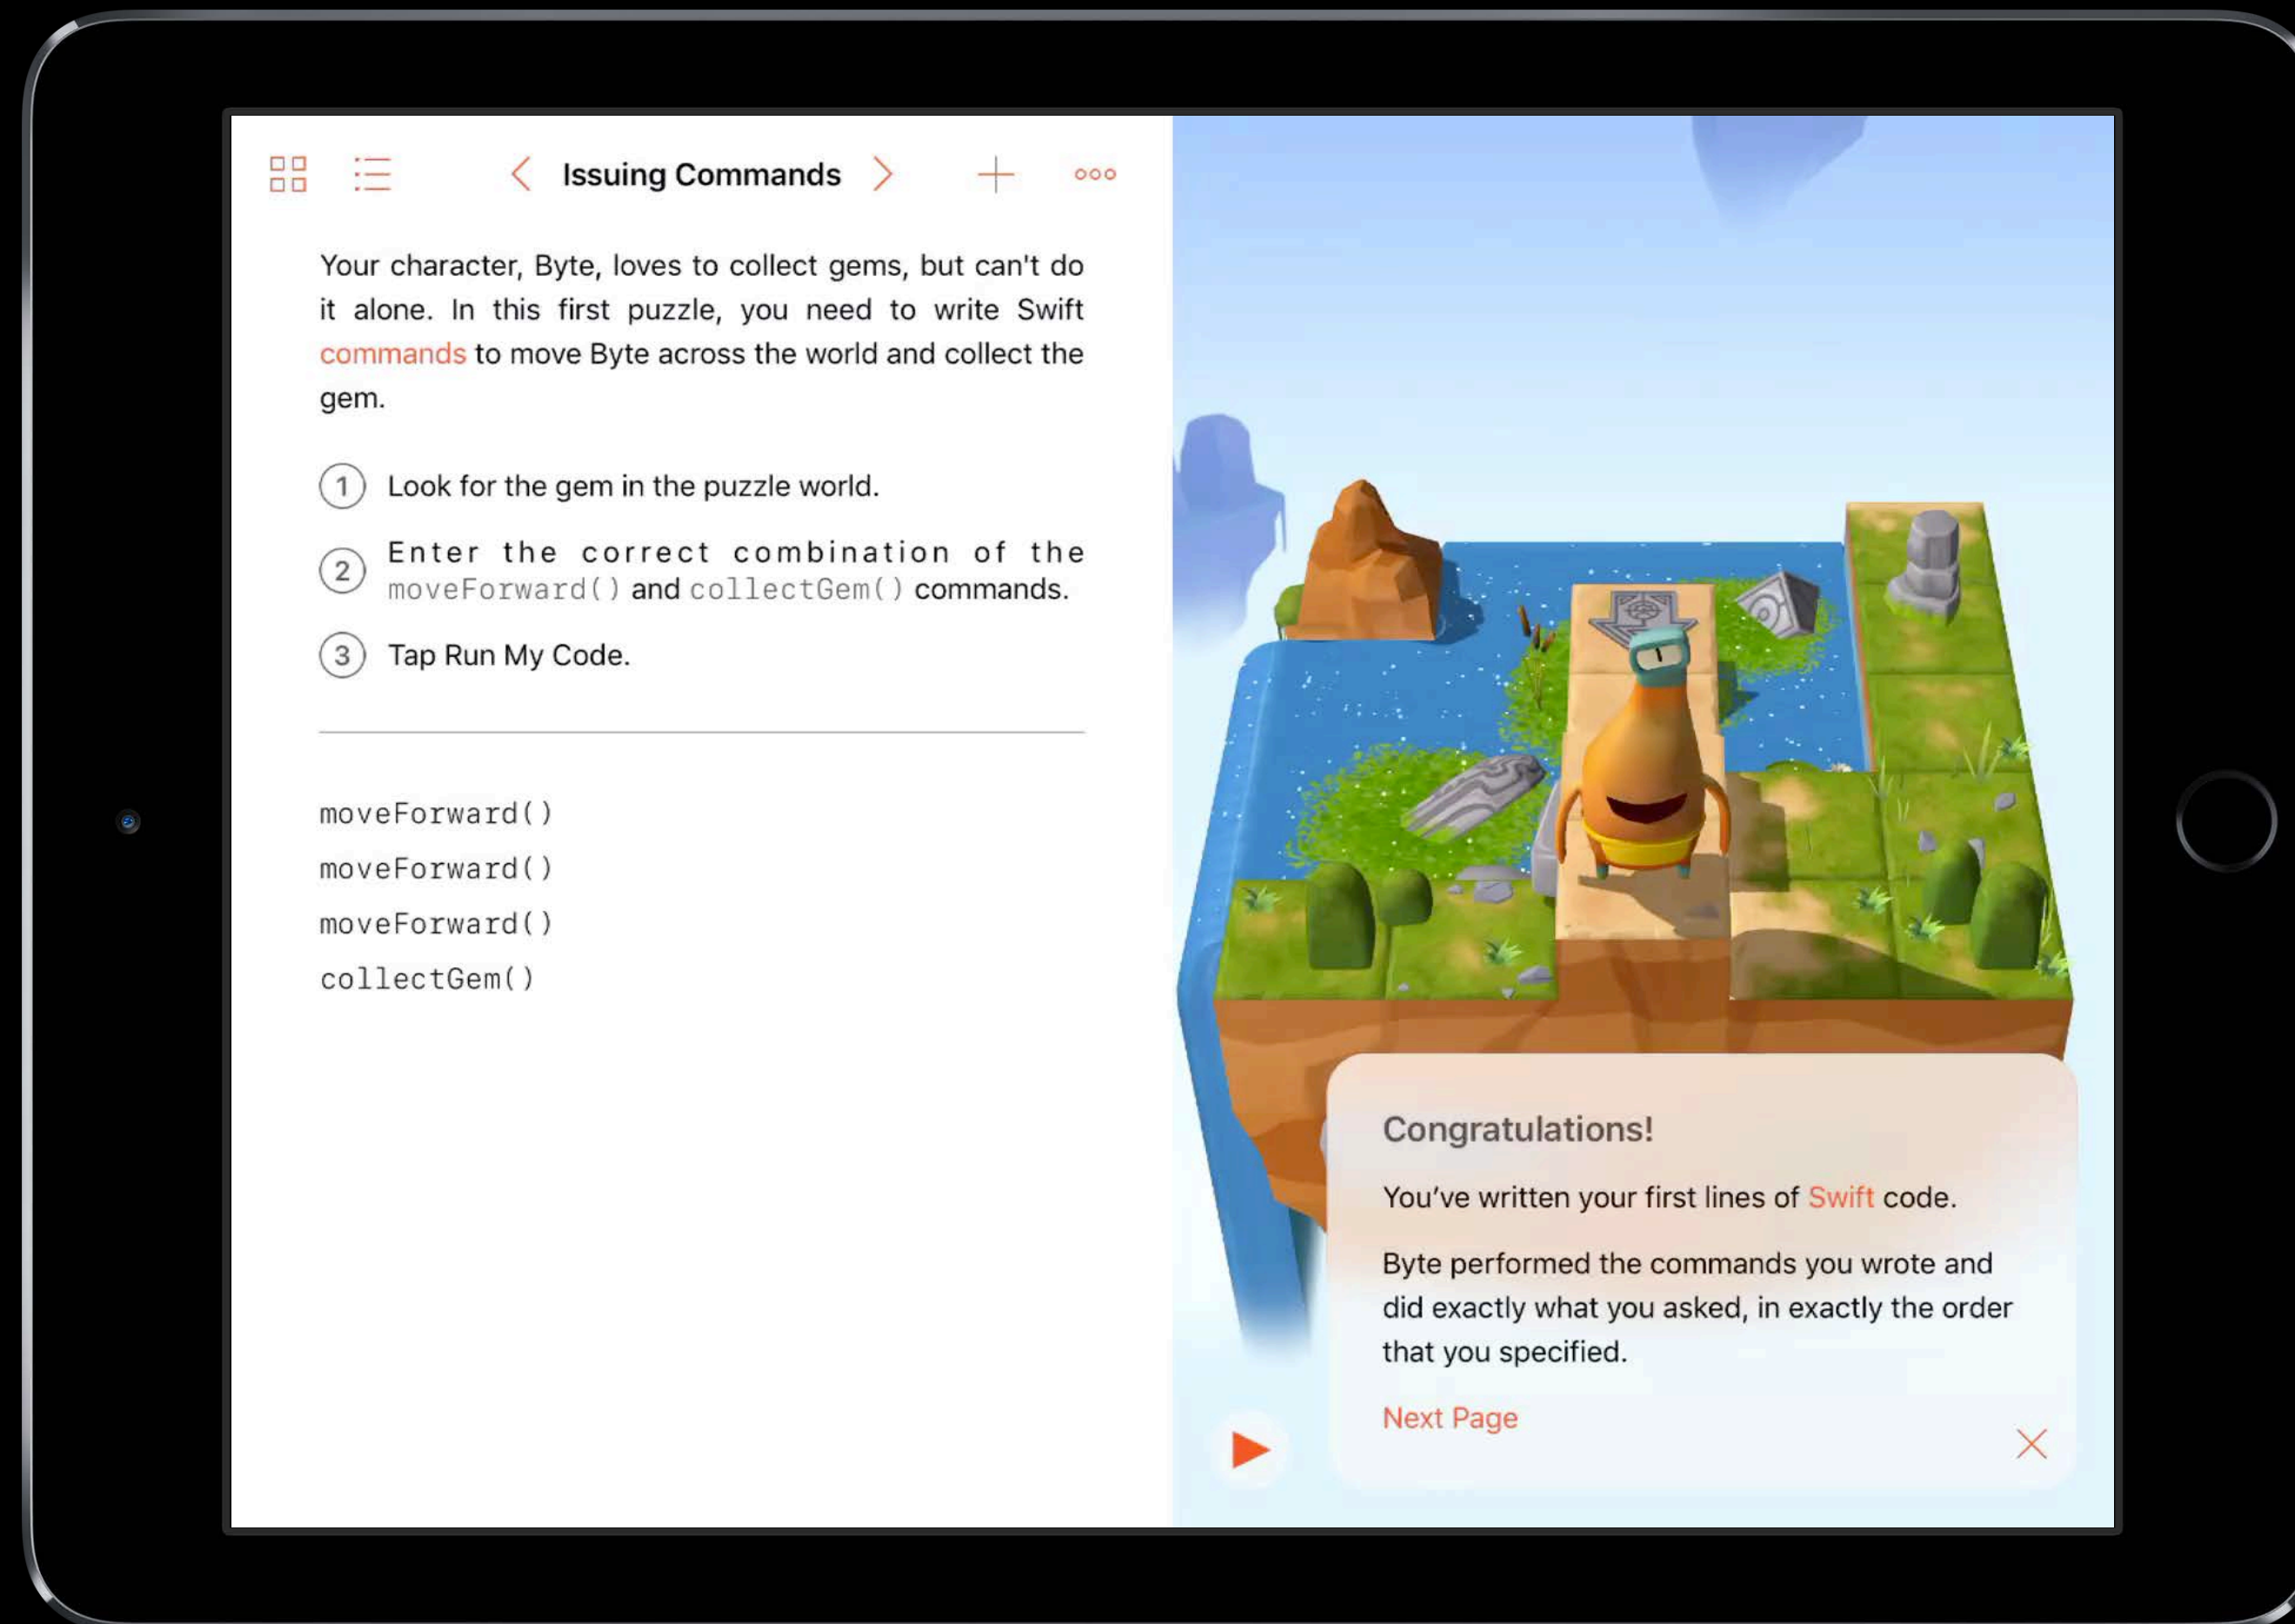 Issuing Commands
Your character, Byte, loves to collect gems, but can't do
it alone. In this first puzzle, you need to write Swift
commands to move Byte across the world and collect the
gem.
1 Look for the gem in the puzzle world.
2 Enter the correct combination of the
moveForward() and collectGem() commands.
3 Tap Run My Code.
moveForward()
moveForward()
moveForward()
collectGem()
Congratulations!
You’ve written your first lines of Swift code.
Byte performed the commands you wrote and
did exactly what you asked, in exactly the order
that you specified.
Next Page